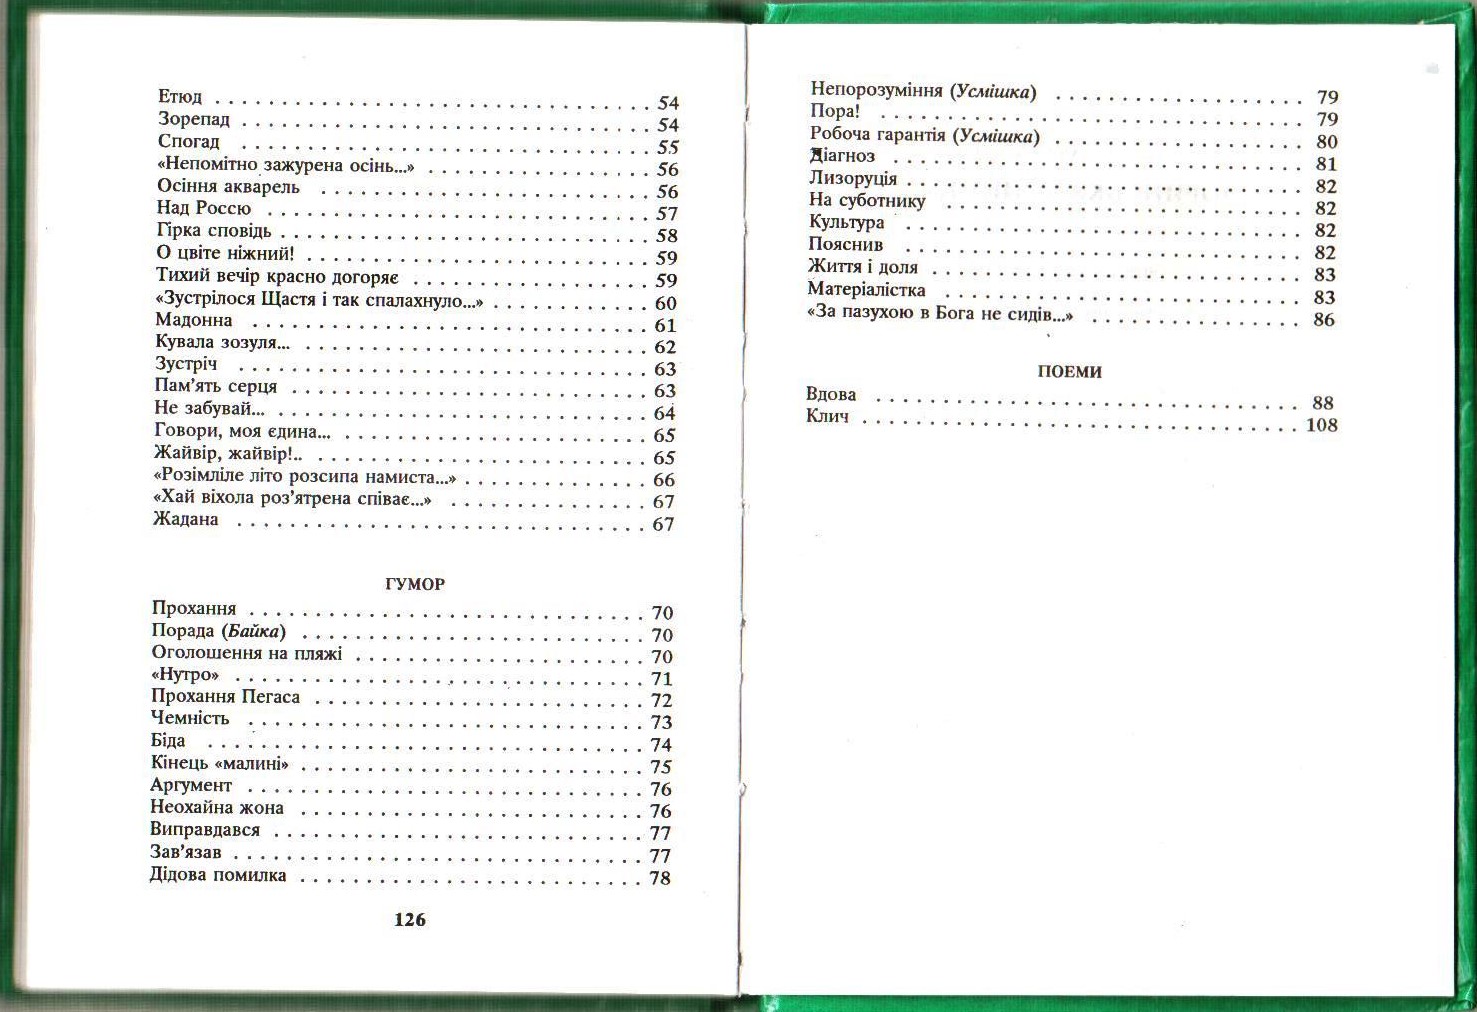 Етюд . . . . . . . . . . . . . . . . . . . . . . . . . . . . . . . . . 54
Зорепад . . . . . . . . . . . . . . . . . . . . . . . . . . . . . . . 54
Спогад . . . . . . . . . . . . . . . . . . . . . . . . . . . . . . . 55
«Непомітно зажурена осінь...» . . . . . . . . . . . . . . . . . 56
Осіння акварель . . . . . . . . . . . . . . . . . . . . . . . . . 56
Над Россю . . . . . . . . . . . . . . . . . . . . . . . . . . . . . 57
Гірка сповідь . . . . . . . . . . . . . . . . . . . . . . . . . . . . 58
О цвіте ніжний! . . . . . . . . . . . . . . . . . . . . . . . . . . 59
Тихий вечір красно догоряє . . . . . . . . . . . . . . . . . . 59
«Зустрілося Щастя і так спалахнуло...» . . . . . . . . . . . . 60
Мадонна . . . . . . . . . . . . . . . . . . . . . . . . . . . . . . 61
Кувала зозуля... . . . . . . . . . . . . . . . . . . . . . . . . . . 62
Зустріч . . . . . . . . . . . . . . . . . . . . . . . . . . . . . . . 63
Пам’ять серця . . . . . . . . . . . . . . . . . . . . . . . . . . . 63
Не забувай... . . . . . . . . . . . . . . . . . . . . . . . . . . . . 64
Говори, моя єдина... . . . . . . . . . . . . . . . . . . . . . . . 65
Жайвір, жайвір!.. . . . . . . . . . . . . . . . . . . . . . . . . . 65
«Розімліле літо розсипа намиста...» . . . . . . . . . . . . . . 66
«Хай віхола роз’ятрена співає...» . . . . . . . . . . . . . . . 67
Жадана . . . . . . . . . . . . . . . . . . . . . . . . . . . . . . . 67
ГУМОР
Прохання . . . . . . . . . . . . . . . . . . . . . . . . . . . . . . 70
Порада (Байка) . . . . . . . . . . . . . . . . . . . . . . . . . . 70
Оголошення на пляжі . . . . . . . . . . . . . . . . . . . . . . 70
«Нутро» . . . . . . . . . . . . . . . . . . . . . . . . . . . . . . . 71
Прохання Пегаса . . . . . . . . . . . . . . . . . . . . . . . . . 72
Чемність . . . . . . . . . . . . . . . . . . . . . . . . . . . . . . 73
Біда . . . . . . . . . . . . . . . . . . . . . . . . . . . . . . . . . 74
Кінець «малині» . . . . . . . . . . . . . . . . . . . . . . . . . . 75
Аргумент . . . . . . . . . . . . . . . . . . . . . . . . . . . . . . 76
Неохайна жона . . . . . . . . . . . . . . . . . . . . . . . . . . 76
Виправдався . . . . . . . . . . . . . . . . . . . . . . . . . . . . 77
Зав’язав . . . . . . . . . . . . . . . . . . . . . . . . . . . . . . . 77
Дідова помилка . . . . . . . . . . . . . . . . . . . . . . . . . . 78
126
Непорозуміння (Усмішка) . . . . . . . . . . . . . . . . . . . 79
Пора! . . . . . . . . . . . . . . . . . . . . . . . . . . . . . . . . 79
Робоча гарантія (Усмішка) . . . . . . . . . . . . . . . . . . . 80
Діагноз . . . . . . . . . . . . . . . . . . . . . . . . . . . . . . . 81
Лизоруція . . . . . . . . . . . . . . . . . . . . . . . . . . . . . . 82
На суботнику . . . . . . . . . . . . . . . . . . . . . . . . . . . 82
Культура . . . . . . . . . . . . . . . . . . . . . . . . . . . . . . 82
Пояснив . . . . . . . . . . . . . . . . . . . . . . . . . . . . . . 82
Життя і доля . . . . . . . . . . . . . . . . . . . . . . . . . . . . 83
Матеріалістка . . . . . . . . . . . . . . . . . . . . . . . . . . . 83
«За пазухою в Бога не сидів...» . . . . . . . . . . . . . . . . 86
ПОЕМИ
Вдова . . . . . . . . . . . . . . . . . . . . . . . . . . . . . . . . 88
Клич . . . . . . . . . . . . . . . . . . . . . . . . . . . . . . . . . 108